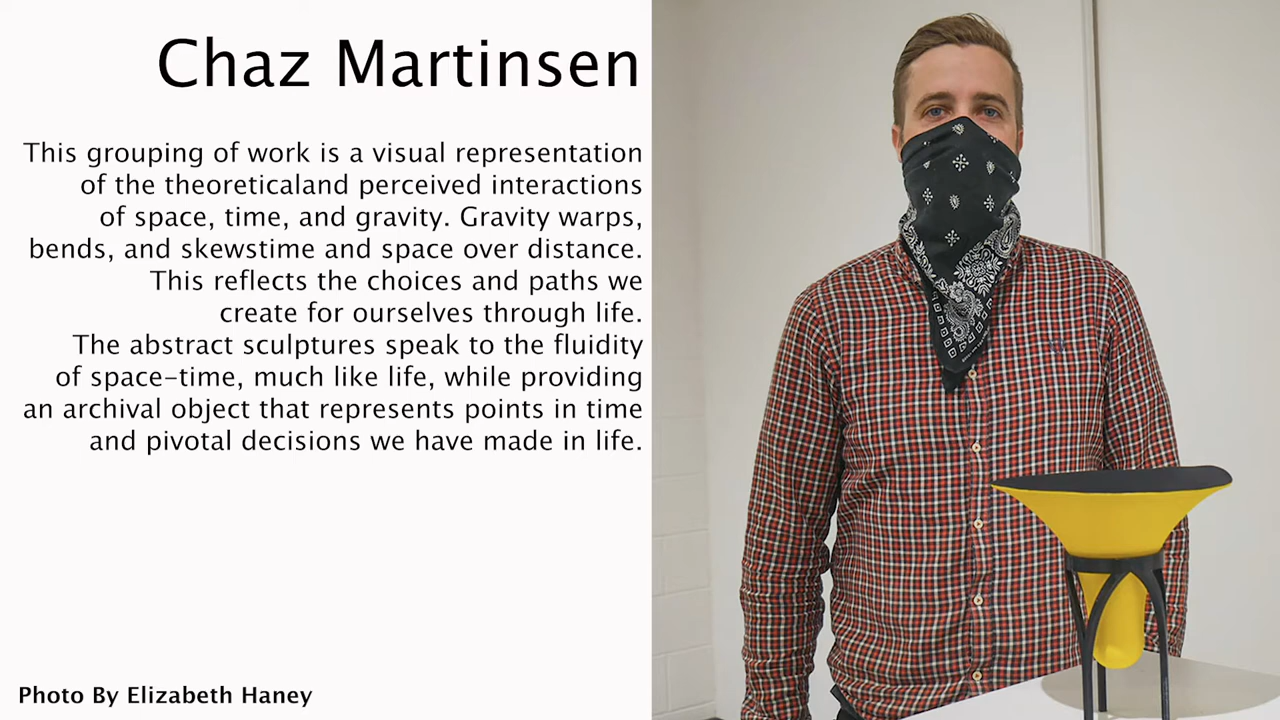 Chaz Martinsen
This grouping of work is a visual representation
of the theoreticaland perceived interactions
of space, time, and gravity. Gravity warps,
bends, and skewstime and space over distance.
This reflects the choices and paths we
create for ourselves through life.
The abstract sculptures speak to the fluidity
of space-time, much like life, while providing
an archival object that represents points in time
and pivotal decisions we have made in life.
Photo By Elizabeth Haney